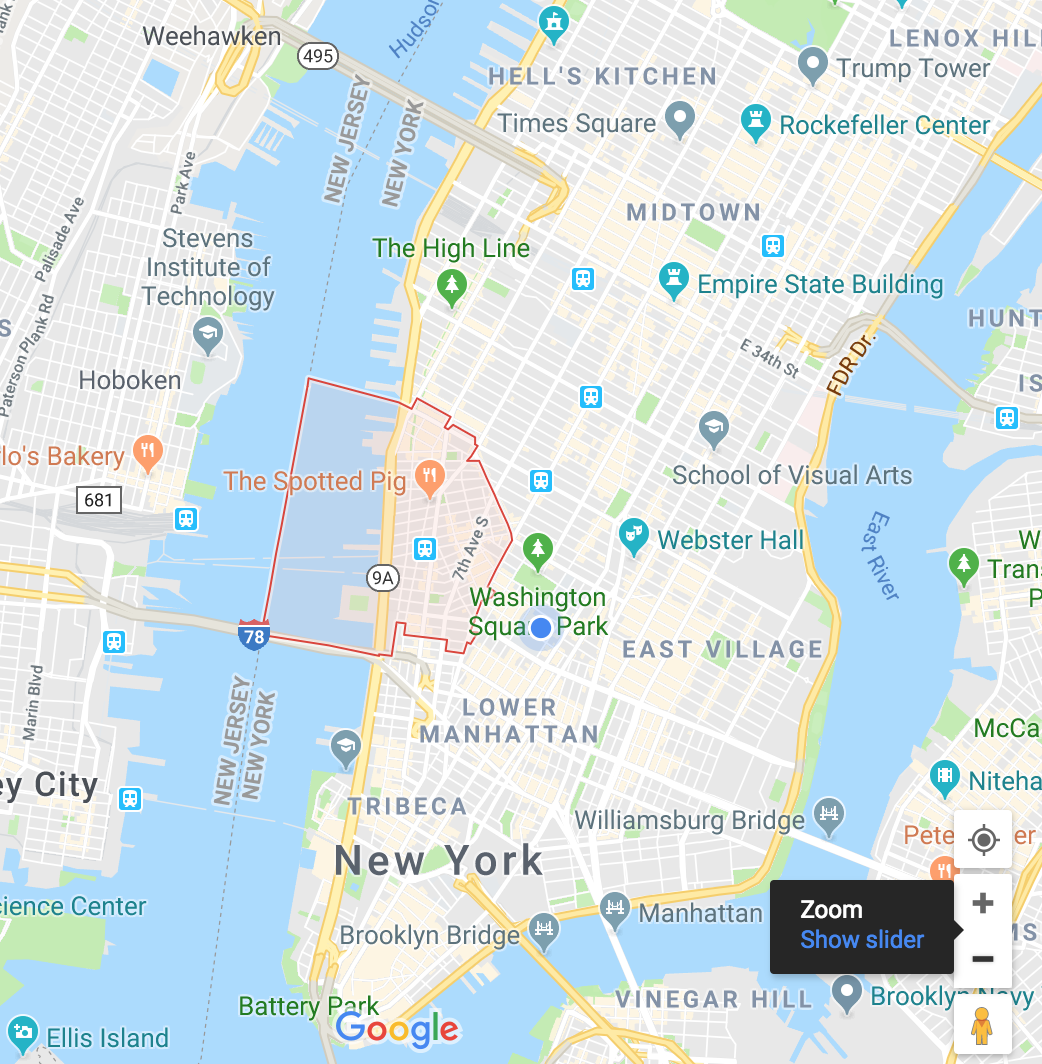 Weehawken
495
Hudson
LENOX HILL
HELL'S KITCHEN
Trump Tower
Times Square
Rockefeller Center
NEW JERSEY
NEW YORK
Park Ave
Palisade Ave
MIDTOWN
Stevens
Institute of
Technology
The High Line
Empire State Building
Paterson Plank Rd
S
HUNT
E 34th St
FDR Dr.
Hoboken
IS
lo's Bakery
The Spotted Pig
School of Visual Arts
681
7th Ave S
Webster Hall
East River
W
Trans
P
9A
Washington
Square Park
78
EAST VILLAGE
Marin Blvd
NEW JERSEY
NEW YORK
LOWER
MANHATTAN
McCa
ey City
Niteha
TRIBECA
Williamsburg Bridge
Pete
er
New York
Zoom
Show slider
cience Center
Manhattan
Brooklyn Bridge
MS
VINEGAR HILL
Brooklyn Navy
Battery Park
Google
Ellis Island